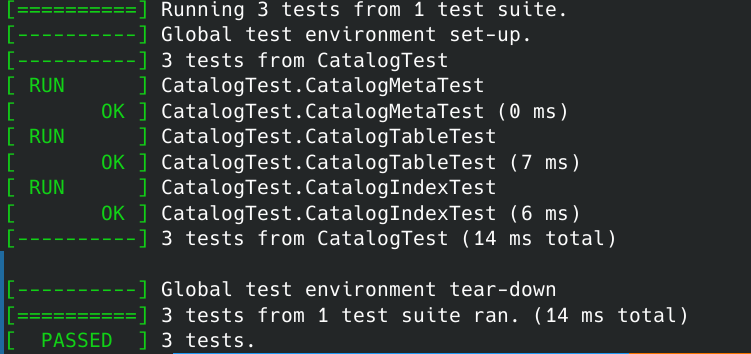 [==========] Running 3 tests from 1 test suite.
[----------] Global test environment set-up.
[----------] 3 tests from CatalogTest
[ RUN      ] CatalogTest.CatalogMetaTest
[       OK ] CatalogTest.CatalogMetaTest (0 ms)
[ RUN      ] CatalogTest.CatalogTableTest
[       OK ] CatalogTest.CatalogTableTest (7 ms)
[ RUN      ] CatalogTest.CatalogIndexTest
[       OK ] CatalogTest.CatalogIndexTest (6 ms)
[----------] 3 tests from CatalogTest (14 ms total)

[----------] Global test environment tear-down
[==========] 3 tests from 1 test suite ran. (14 ms total)
[  PASSED  ] 3 tests.